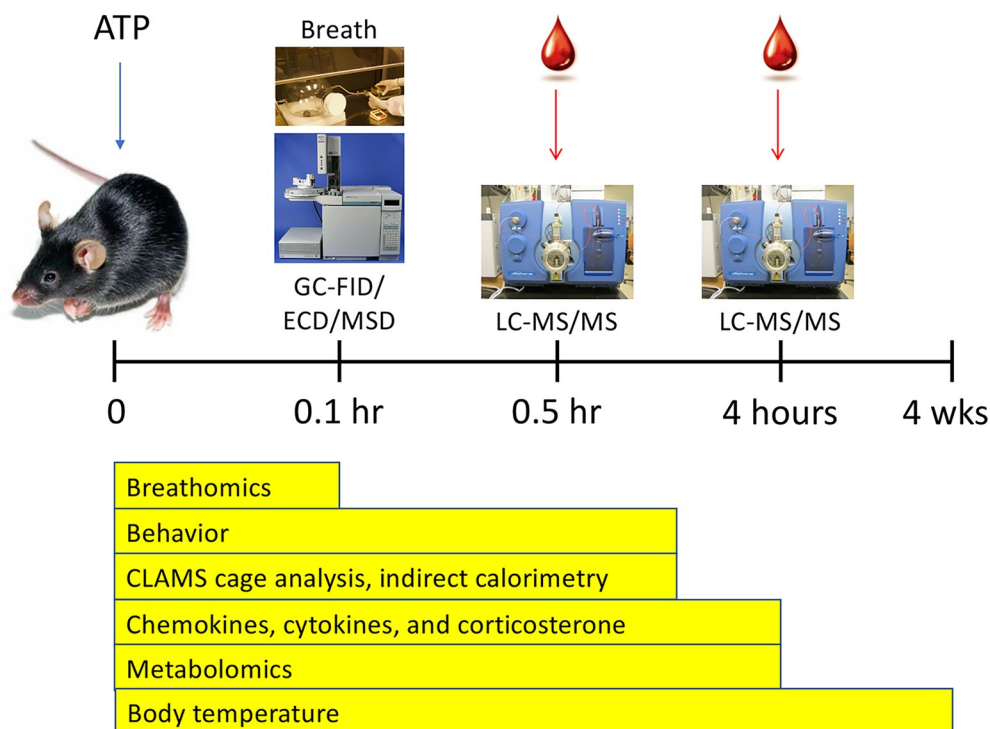 ATP
Breath
GC-FID/
ECD/MSD
LC-MS/MS
LC-MS/MS
0
0.1 hr
0.5 hr
4 hours
4 wks
Breathomics
Behavior
CLAMS cage analysis, indirect calorimetry
Chemokines, cytokines, and corticosterone
Metabolomics
Body temperature